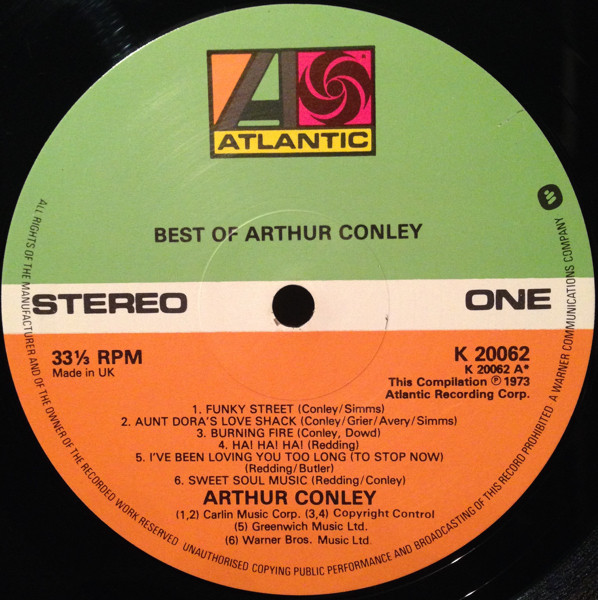 ATLANTIC
BEST OF ARTHUR CONLEY
STEREO
ONE
33⅓ RPM
Made in UK
K 20062
K 20062 A*
This Compilation ℗ 1973
Atlantic Recording Corp.
1. FUNKY STREET (Conley/Simms)
2. AUNT DORA'S LOVE SHACK (Conley/Grier/Avery/Simms)
3. BURNING FIRE (Conley, Dowd)
4. HA! HA! HA! (Redding)
5. I'VE BEEN LOVING YOU TOO LONG (TO STOP NOW)
(Redding/Butler)
6. SWEET SOUL MUSIC (Redding/Conley)
ARTHUR CONLEY
(1,2) Carlin Music Corp. (3,4) Copyright Control
(5) Greenwich Music Ltd.
(6) Warner Bros. Music Ltd.
ALL RIGHTS OF THE MANUFACTURER AND OF THE OWNER OF THE RECORDED WORK RESERVED UNAUTHORISED COPYING PUBLIC PERFORMANCE AND BROADCASTING OF THIS RECORD PROHIBITED A WARNER COMMUNICATIONS COMPANY